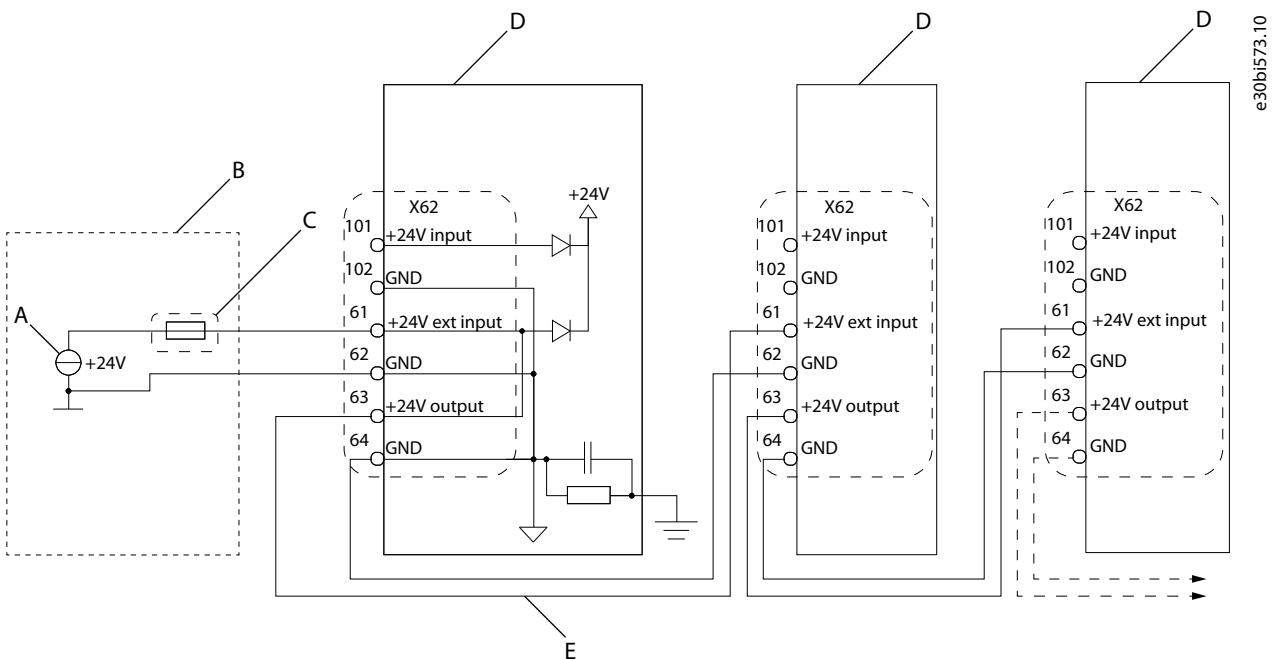 D
D
D
e30bi573.10
B
C
A
+24V
X62
+24V
101
+24V input
102
GND
61
+24V ext input
62
GND
63
+24V output
64
GND
X62
101
+24V input
102
GND
61
+24V ext input
62
GND
63
+24V output
64
GND
X62
101
+24V input
102
GND
61
+24V ext input
62
GND
63
+24V output
64
GND
E